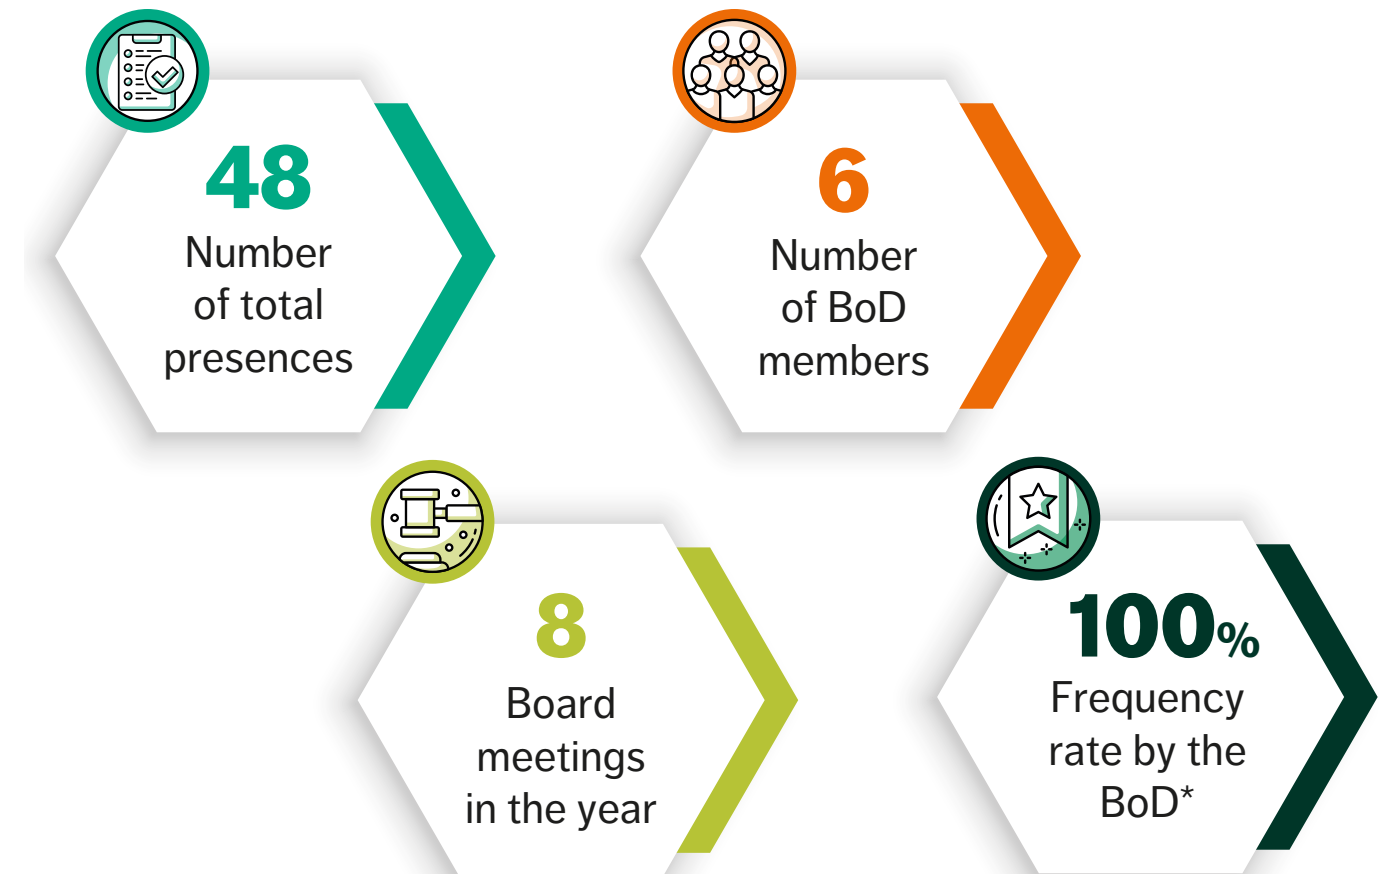 48
Number
of total
presences
6
Number
of BoD
members
8
Board
meetings
in the year
100%
Frequency
rate by the
BoD*